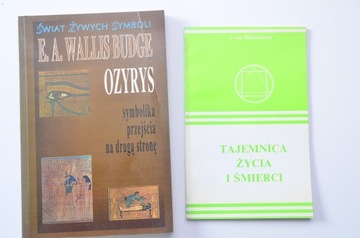 ŚWIAT ŻYWYCH SYMBOLI
E. A. WALLIS BUDGE
OZYRYS
symbolika
przejścia
na drugą stronę
TAJEMNICA
ŻYCIA
I ŚMIERCI